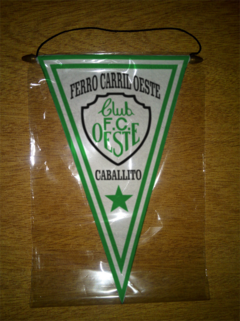 FERRO CARRIL OESTE
Club
F.C.
OESTE
CABALLITO